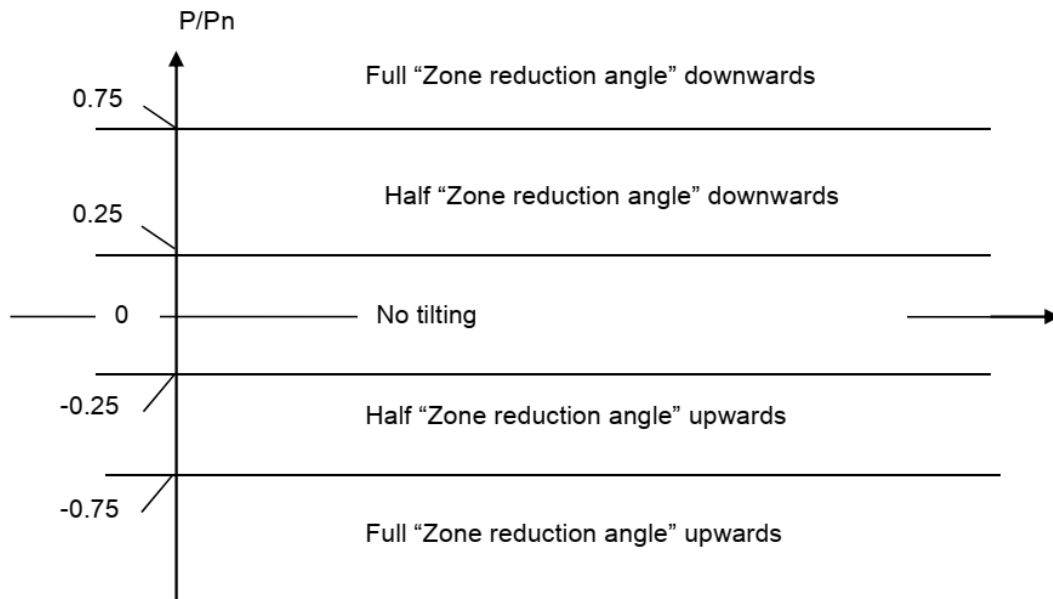 P/Pn
Full “Zone reduction angle” downwards
0.75
Half “Zone reduction angle” downwards
0.25
0 No tilting
-0.25
Half “Zone reduction angle” upwards
-0.75
Full “Zone reduction angle” upwards